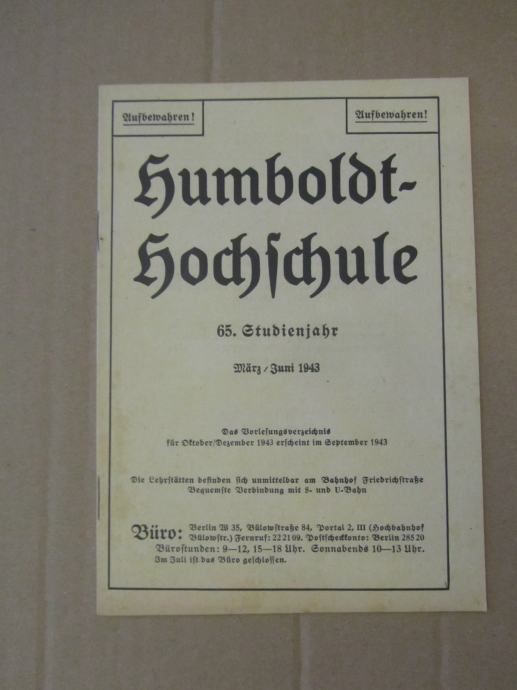 Aufbewahren! Aufbewahren!
Humboldt-
Hochſchule
65. Studienjahr
März / Juni 1943
Das Vorleſungsverzeichnis
für Oktober/Dezember 1943 erſcheint im September 1943
Die Lehrſtätten befinden ſich unmittelbar am Bahnhof Friedrichſtraße
Bequemſte Verbindung mit S- und U-Bahn
Büro: Berlin W 35, Bülowſtraße 84, Portal 2, III (Hochbahnhof
Bülowſtr.) Fernruf: 22 21 09. Poſtſcheckkonto: Berlin 285 20
Büroſtunden: 9—12, 15—18 Uhr. Sonnabends 10—13 Uhr.
Im Juli iſt das Büro geſchloſſen.